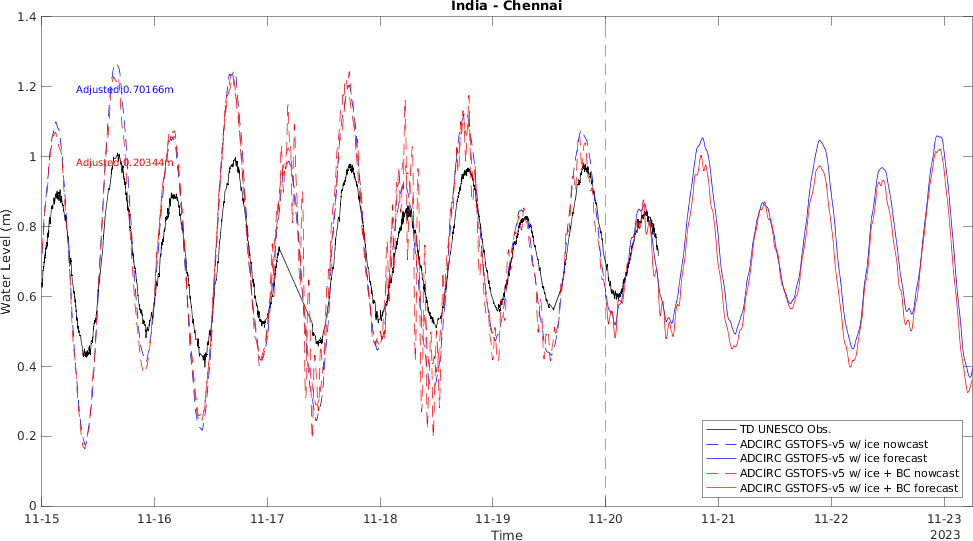 India - Chennai
1.4
1.2
1
0.8
0.6
0.4
0.2
0
Water Level (m)
Adjusted 0.70166m
Adjusted 0.20344m
TD UNESCO Obs.
ADCIRC GSTOFS-v5 w/ ice nowcast
ADCIRC GSTOFS-v5 w/ ice forecast
ADCIRC GSTOFS-v5 w/ ice + BC nowcast
ADCIRC GSTOFS-v5 w/ ice + BC forecast
11-15 11-16 11-17 11-18 11-19 11-20 11-21 11-22 11-23
Time 2023